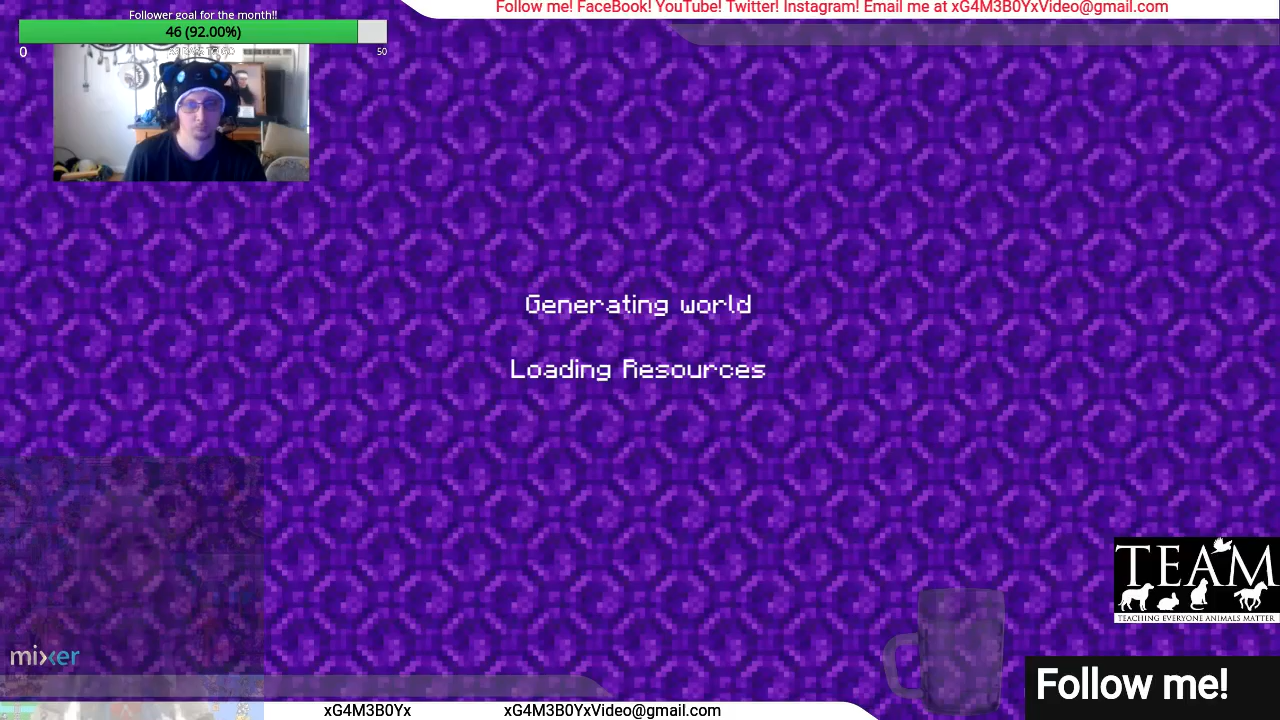 Follow me! FaceBook! YouTube! Twitter! Instagram! Email me at xG4M3B0YxVideo@gmail.com
Follower goal for the month!!
46 (92.00%)
0
50
Generating world
Loading Resources
TEAM
TEACHING EVERYONE ANIMALS MATTER
mixer
Follow me!
xG4M3B0Yx
xG4M3B0YxVideo@gmail.com